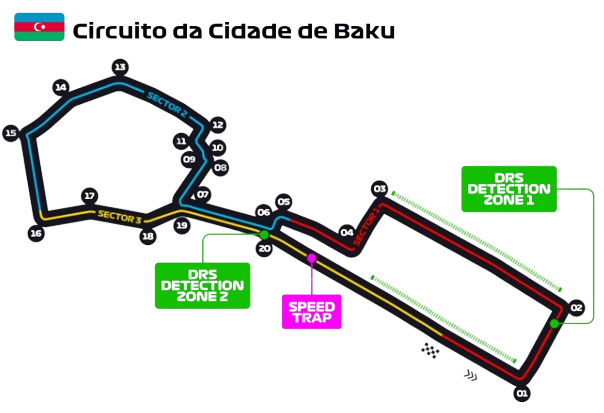 Circuito da Cidade de Baku
13
14
SECTOR 2
12
15
11
10
09
08
DRS
DETECTION
ZONE 1
03
07
05
17
06
SECTOR 3
04
SECTOR 1
16
18
19
20
DRS
DETECTION
ZONE 2
SPEED
TRAP
02
01